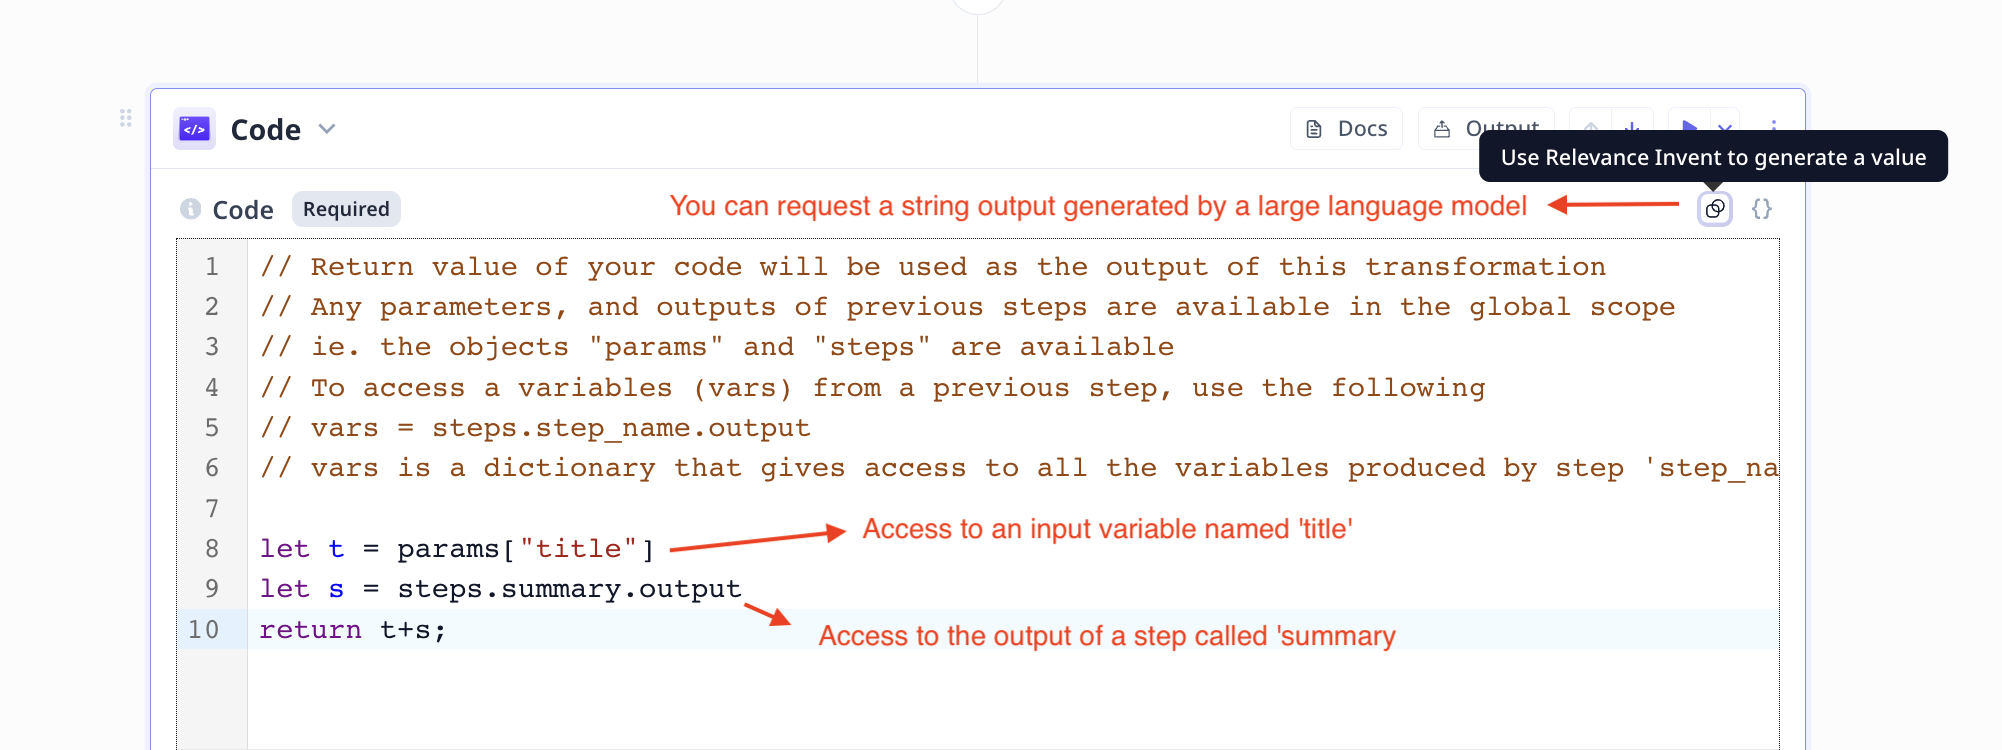 Code
Docs
Output
Use Relevance Invent to generate a value
Code Required
You can request a string output generated by a large language model
{}
1 // Return value of your code will be used as the output of this transformation
2 // Any parameters, and outputs of previous steps are available in the global scope
3 // ie. the objects "params" and "steps" are available
4 // To access a variables (vars) from a previous step, use the following
5 // vars = steps.step_name.output
6 // vars is a dictionary that gives access to all the variables produced by step 'step_na
7
8 let t = params["title"]
Access to an input variable named 'title'
9 let s = steps.summary.output
10 return t+s;
Access to the output of a step called 'summary